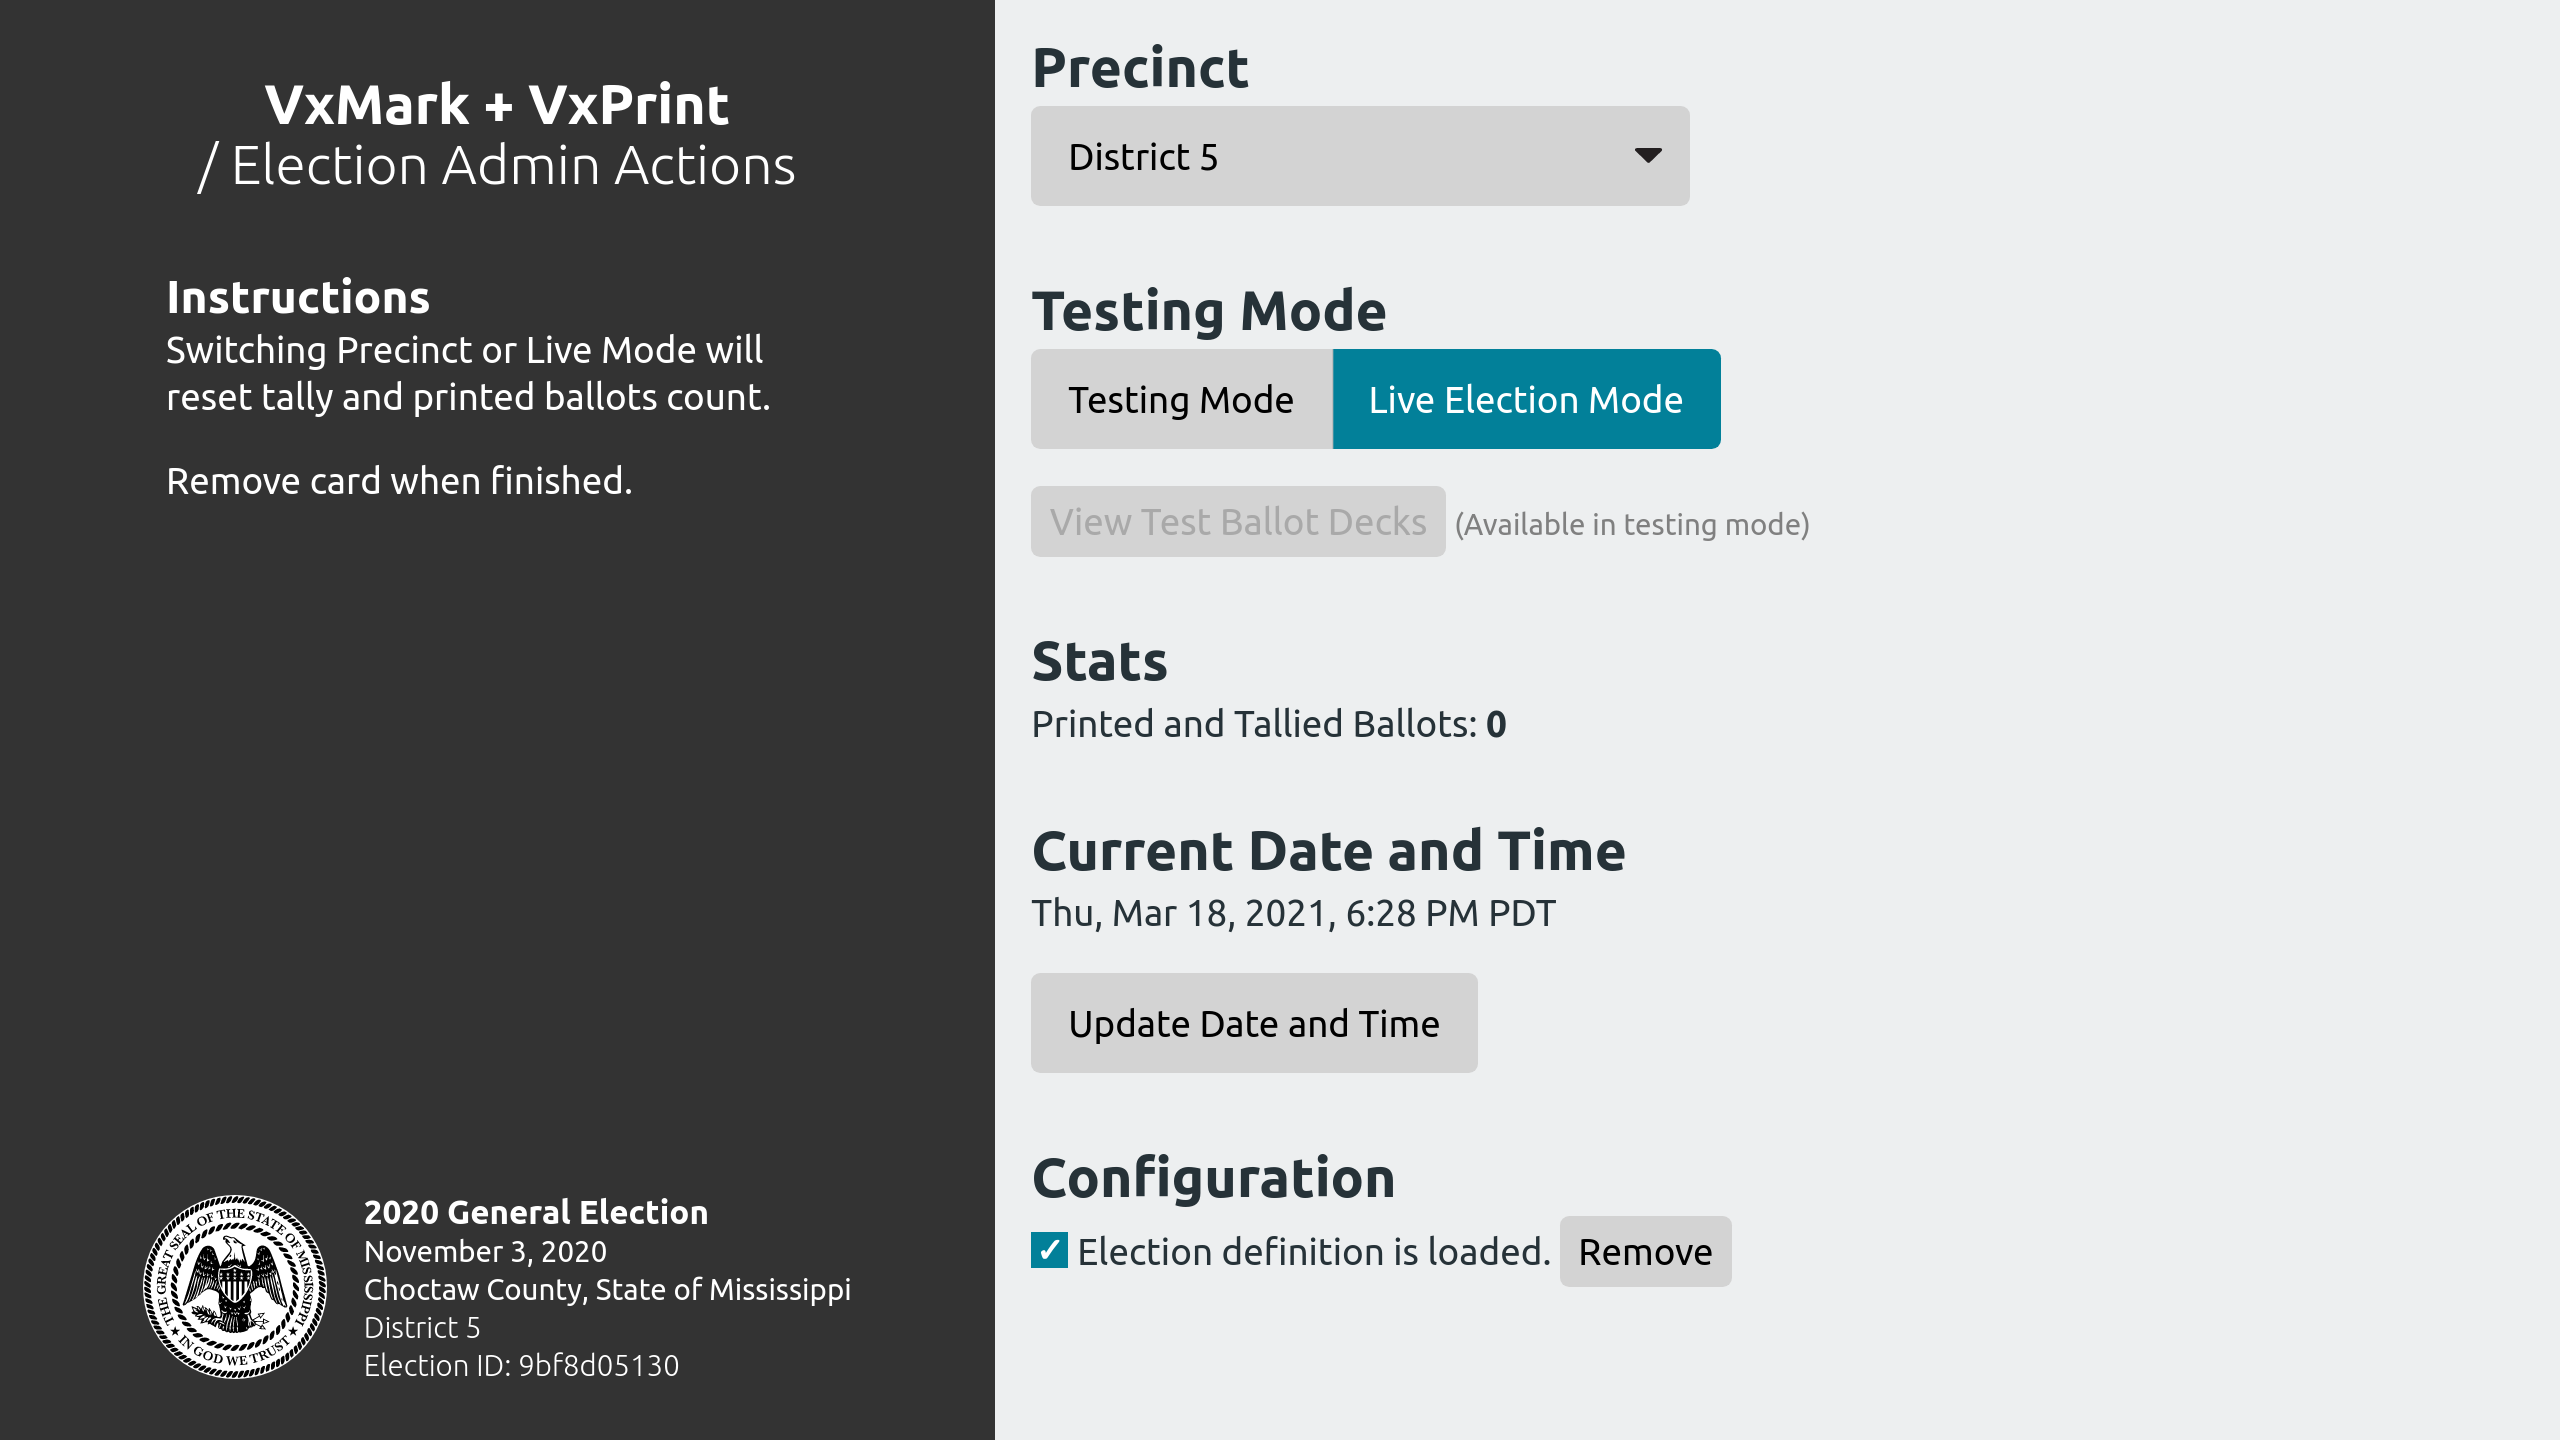 VxMark + VxPrint
/ Election Admin Actions
Instructions
Switching Precinct or Live Mode will
reset tally and printed ballots count.
Remove card when finished.
THE GREAT SEAL OF THE STATE OF MISSISSIPPI
★ IN GOD WE TRUST ★
2020 General Election
November 3, 2020
Choctaw County, State of Mississippi
District 5
Election ID: 9bf8d05130
Precinct
District 5
Testing Mode
Testing Mode Live Election Mode
View Test Ballot Decks (Available in testing mode)
Stats
Printed and Tallied Ballots: 0
Current Date and Time
Thu, Mar 18, 2021, 6:28 PM PDT
Update Date and Time
Configuration
✓ Election definition is loaded. Remove